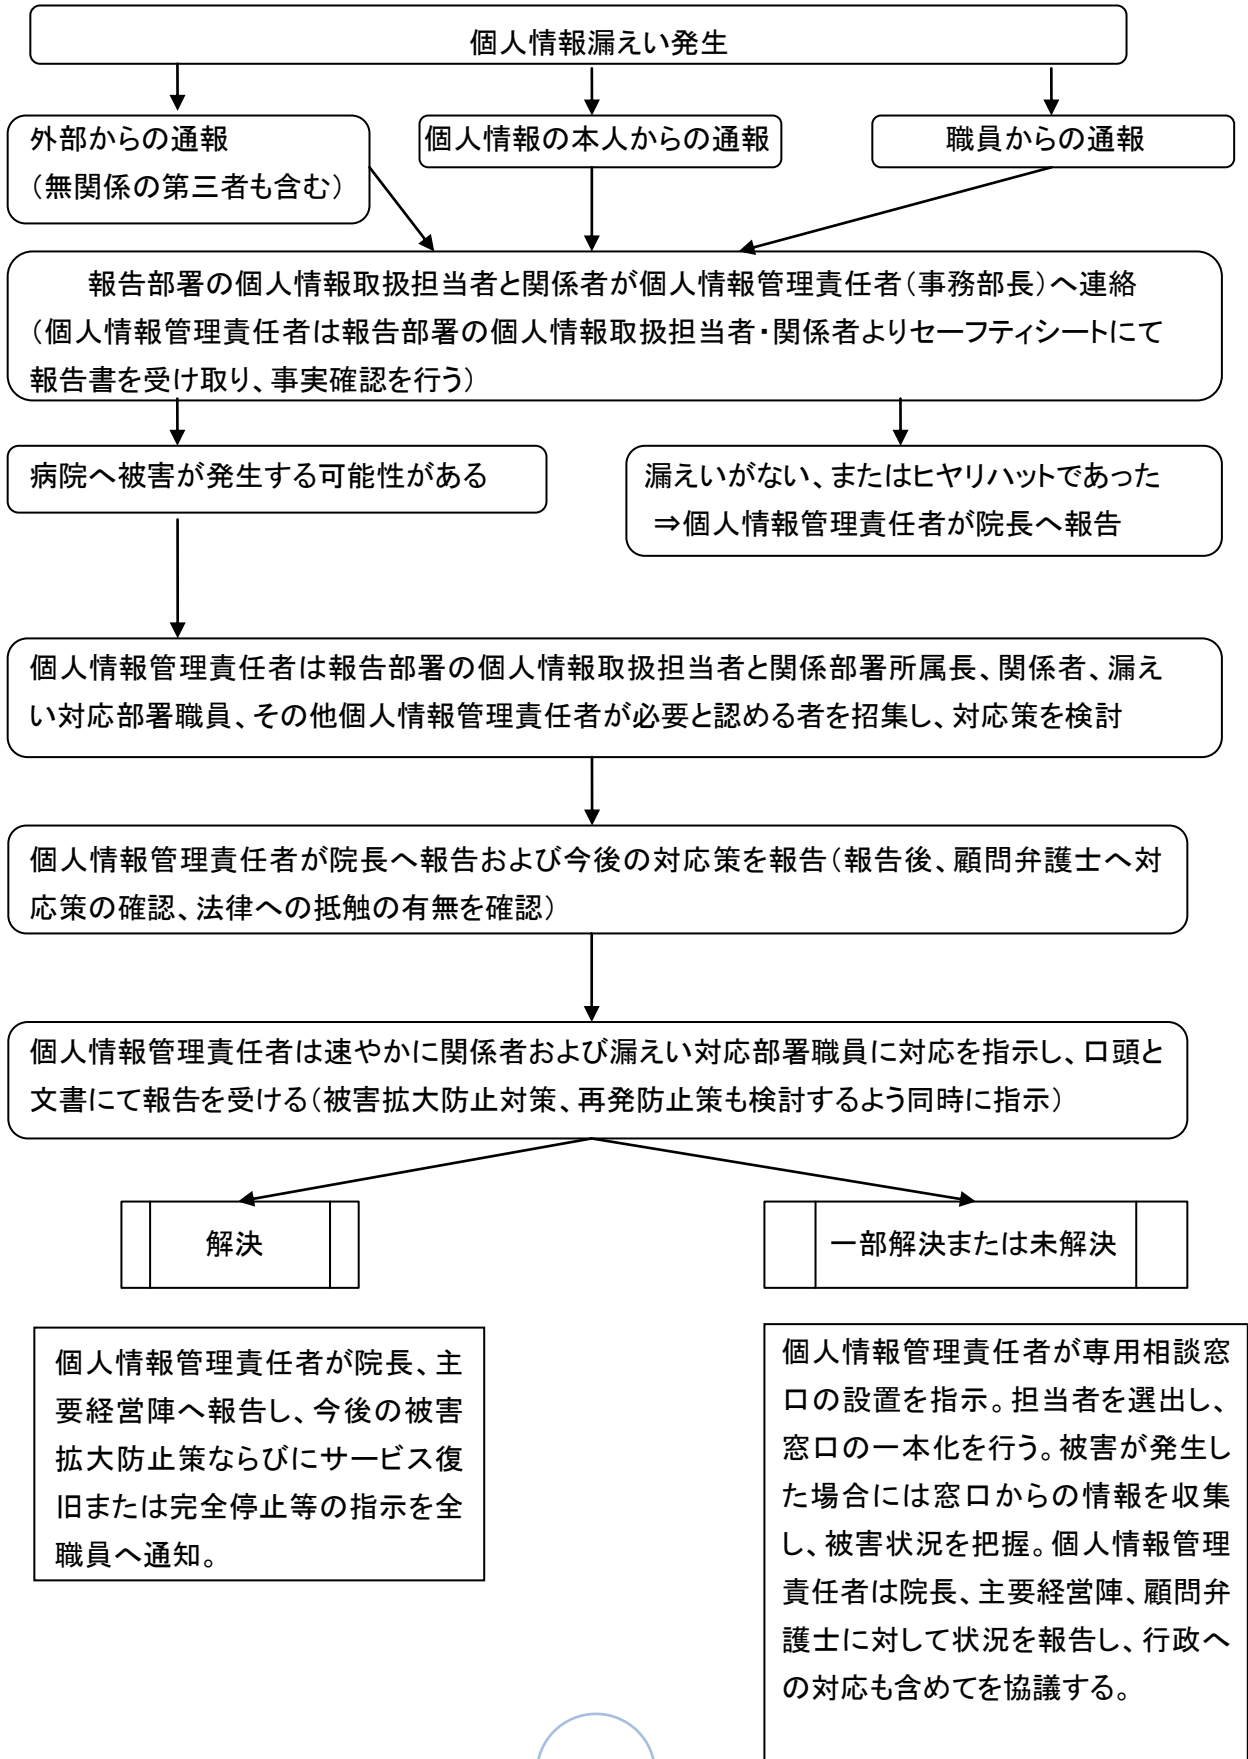 個人情報漏えい発生
外部からの通報
（無関係の第三者も含む）
個人情報の本人からの通報
職員からの通報
報告部署の個人情報取扱担当者と関係者が個人情報管理責任者（事務部長）へ連絡
（個人情報管理責任者は報告部署の個人情報取扱担当者・関係者よりセーフティシートにて
報告書を受け取り、事実確認を行う）
病院へ被害が発生する可能性がある
漏えいがない、またはヒヤリハットであった
⇒個人情報管理責任者が院長へ報告
個人情報管理責任者は報告部署の個人情報取扱担当者と関係部署所属長、関係者、漏え
い対応部署職員、その他個人情報管理責任者が必要と認める者を招集し、対応策を検討
個人情報管理責任者が院長へ報告および今後の対応策を報告（報告後、顧問弁護士へ対
応策の確認、法律への抵触の有無を確認）
個人情報管理責任者は速やかに関係者および漏えい対応部署職員に対応を指示し、口頭と
文書にて報告を受ける（被害拡大防止対策、再発防止策も検討するよう同時に指示）
解決
一部解決または未解決
個人情報管理責任者が院長、主
要経営陣へ報告し、今後の被害
拡大防止策ならびにサービス復
旧または完全停止等の指示を全
職員へ通知。
個人情報管理責任者が専用相談窓
口の設置を指示。担当者を選出し、
窓口の一本化を行う。被害が発生し
た場合には窓口からの情報を収集
し、被害状況を把握。個人情報管理
責任者は院長、主要経営陣、顧問弁
護士に対して状況を報告し、行政へ
の対応も含めてを協議する。